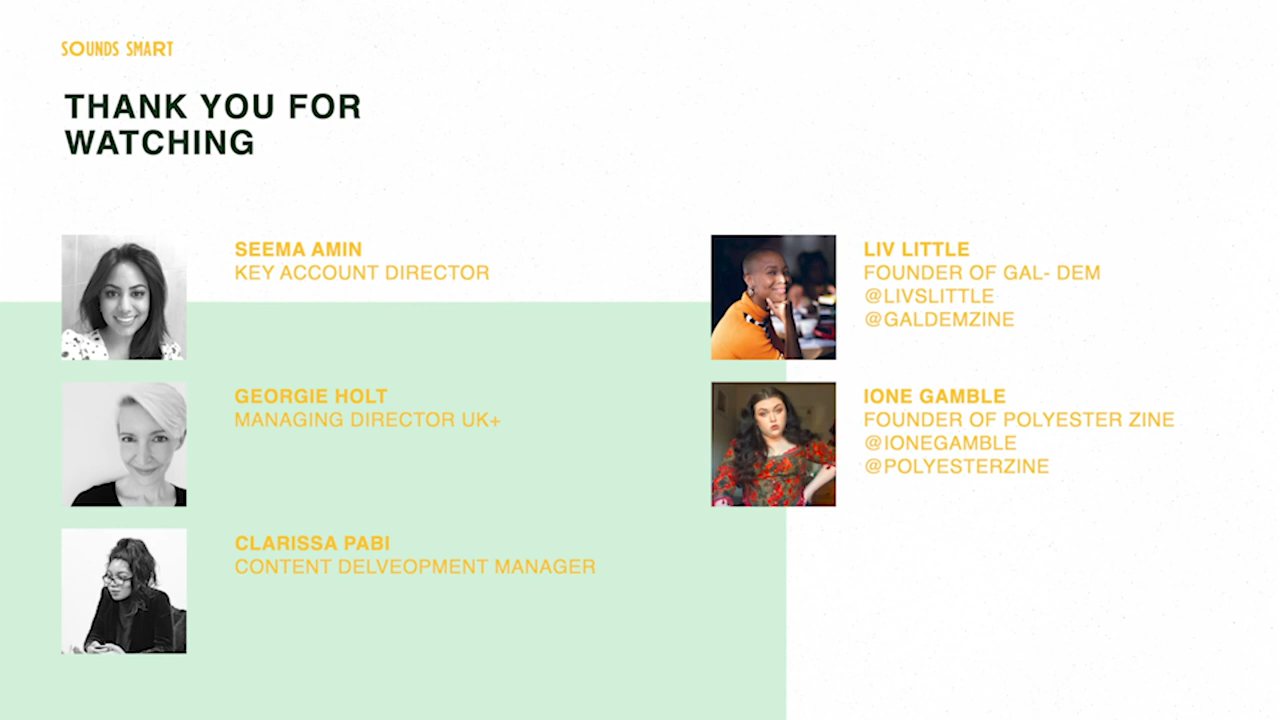 SOUNDS SMART
THANK YOU FOR
WATCHING
SEEMA AMIN
KEY ACCOUNT DIRECTOR
GEORGIE HOLT
MANAGING DIRECTOR UK+
CLARISSA PABI
CONTENT DELVEOPMENT MANAGER
LIV LITTLE
FOUNDER OF GAL- DEM
@LIVSLITTLE
@GALDEMZINE
IONE GAMBLE
FOUNDER OF POLYESTER ZINE
@IONEGAMBLE
@POLYESTERZINE